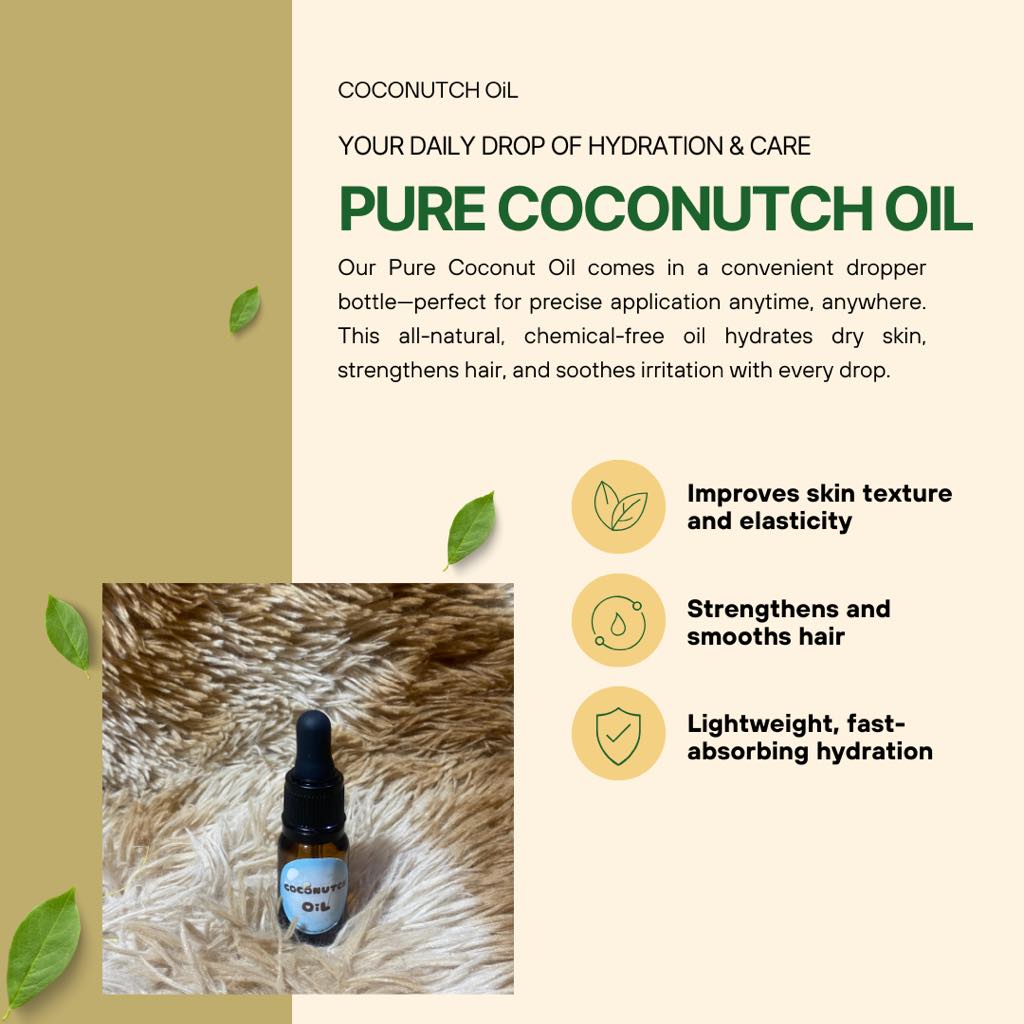 COCONUTCH OiL
YOUR DAILY DROP OF HYDRATION & CARE
PURE COCONUTCH OIL
Our Pure Coconut Oil comes in a convenient dropper
bottle—perfect for precise application anytime, anywhere.
This all-natural, chemical-free oil hydrates dry skin,
strengthens hair, and soothes irritation with every drop.
Improves skin texture
and elasticity
Strengthens and
smooths hair
Lightweight, fast-
absorbing hydration
COCONUTCH
OiL